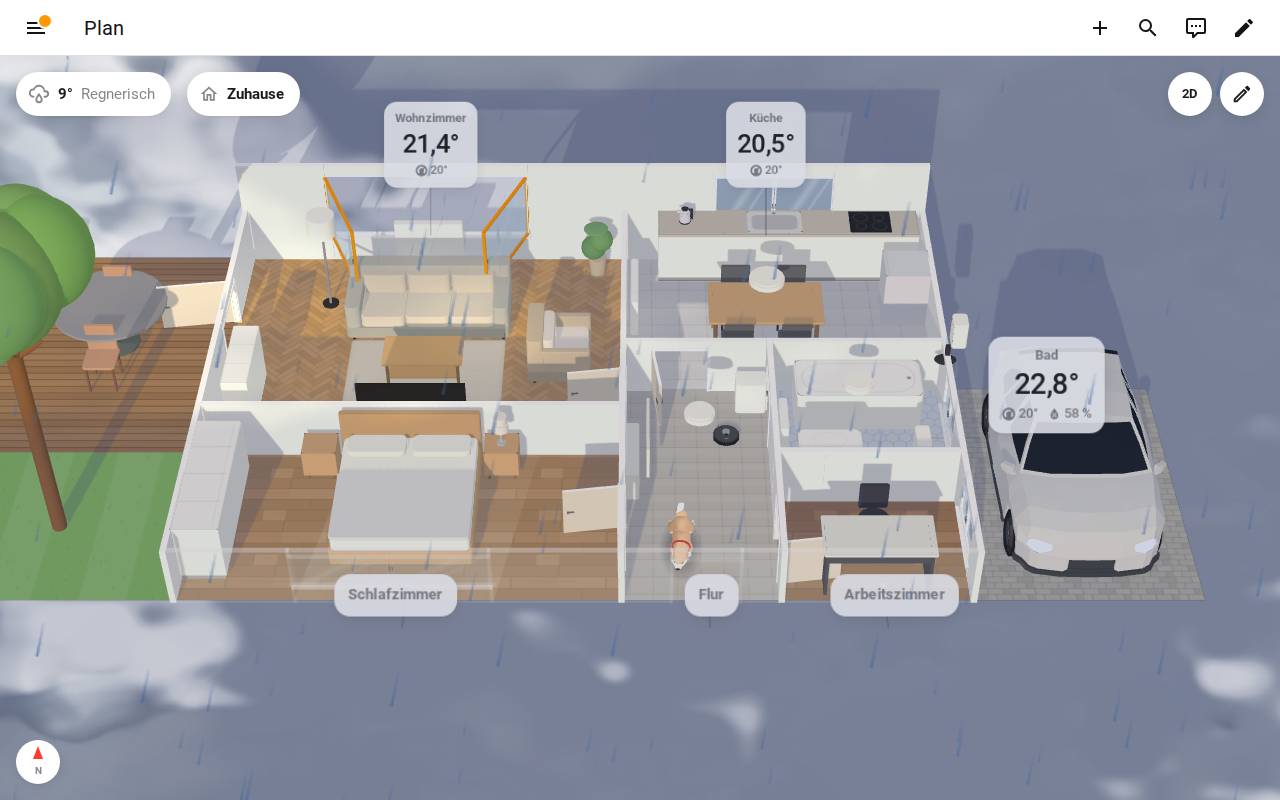 Plan
9° Regnerisch
Zuhause
2D
Wohnzimmer
21,4°
20°
Küche
20,5°
20°
Bad
22,8°
20° 58 %
Schlafzimmer
Flur
Arbeitszimmer
N